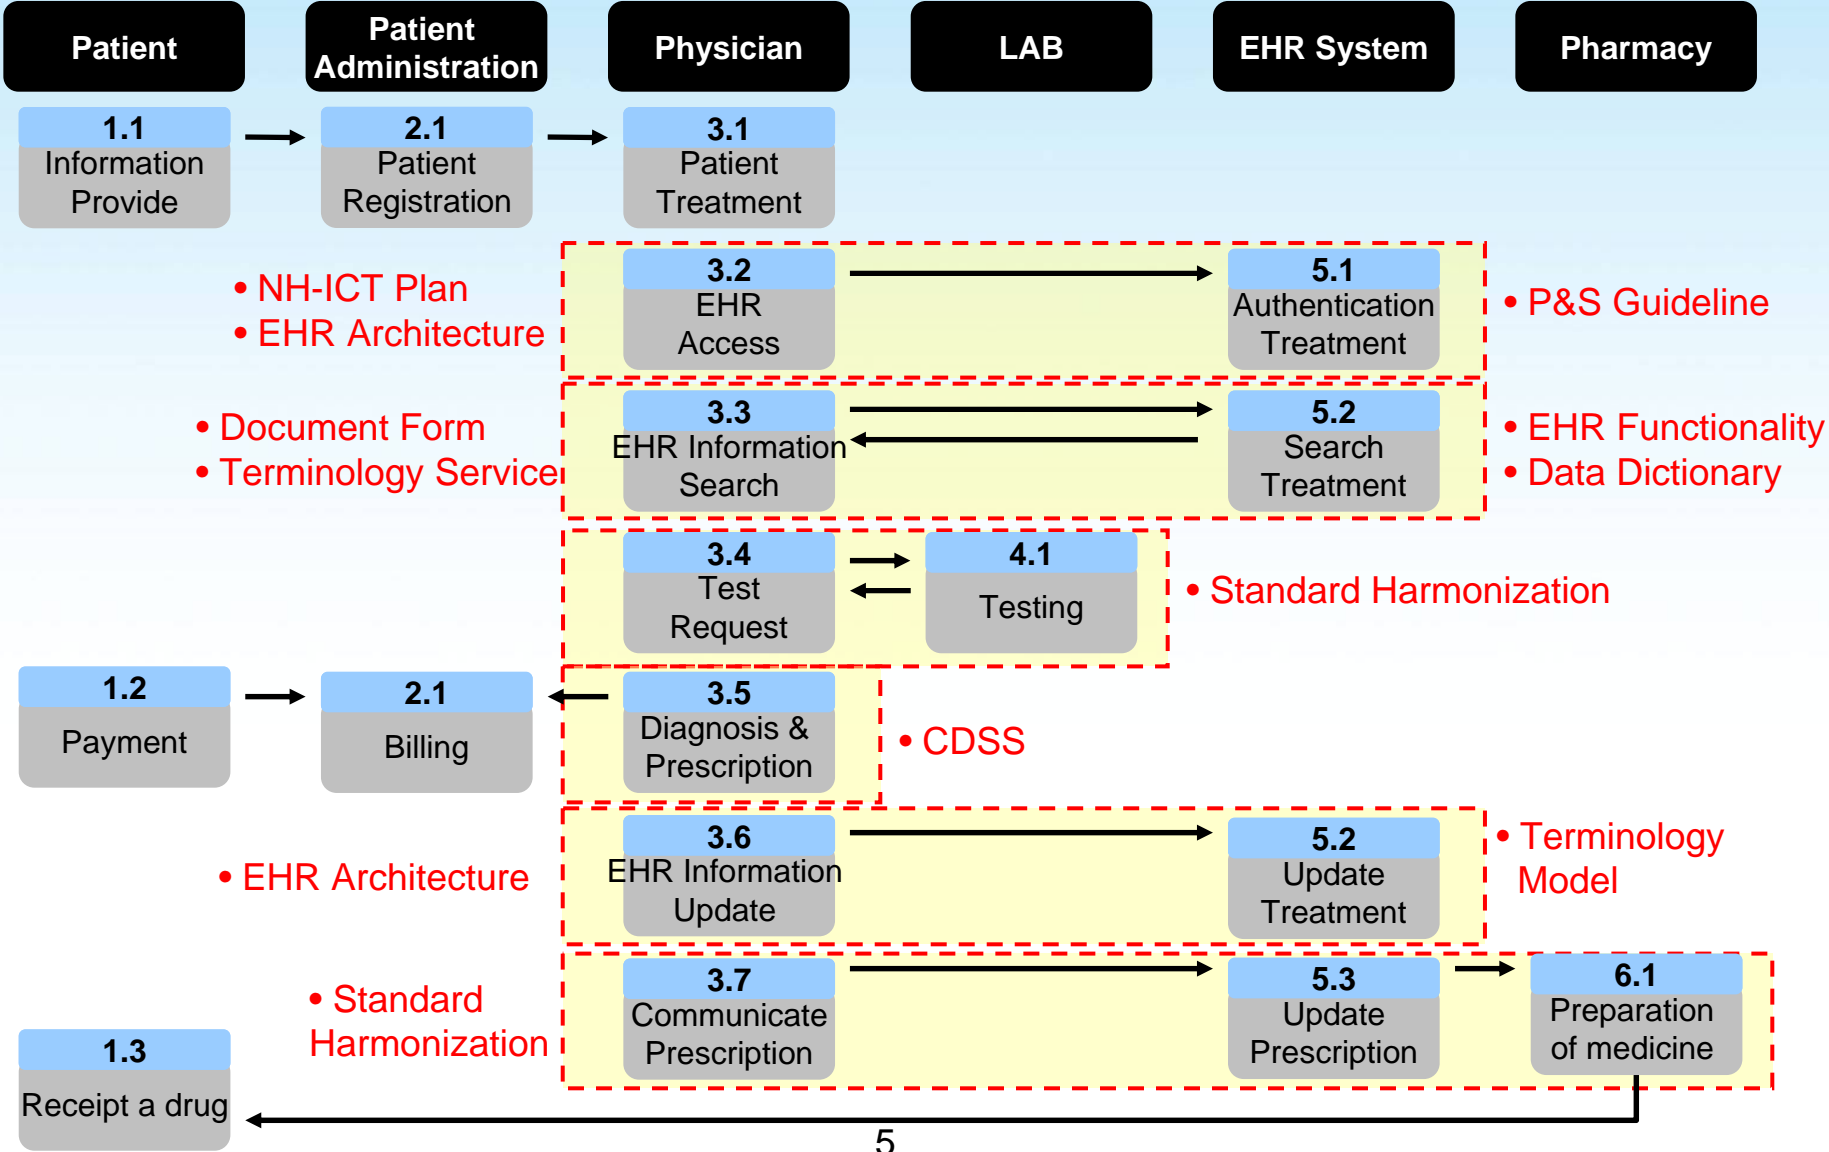 Patient
Patient
Administration
Physician
LAB
EHR System
Pharmacy
1.1
Information
Provide
2.1
Patient
Registration
3.1
Patient
Treatment
• NH-ICT Plan
• EHR Architecture
3.2
EHR
Access
5.1
Authentication
Treatment
• P&S Guideline
• Document Form
• Terminology Service
3.3
EHR Information
Search
5.2
Search
Treatment
• EHR Functionality
• Data Dictionary
3.4
Test
Request
4.1
Testing
• Standard Harmonization
1.2
Payment
2.1
Billing
3.5
Diagnosis &
Prescription
• CDSS
• EHR Architecture
3.6
EHR Information
Update
5.2
Update
Treatment
• Terminology
Model
• Standard
Harmonization
3.7
Communicate
Prescription
5.3
Update
Prescription
6.1
Preparation
of medicine
1.3
Receipt a drug
5